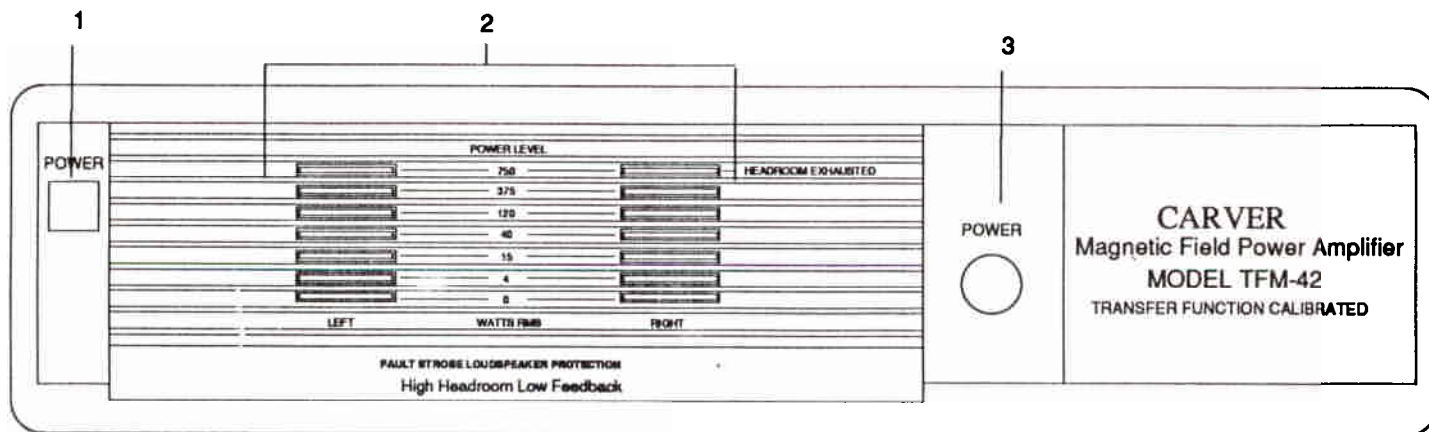 1
2
3
POWER
POWER LEVEL
750
HEADROOM EXHAUSTED
375
120
40
15
4
0
LEFT
WATTS RMS
RIGHT
FAULT STROBE LOUDSPEAKER PROTECTION
High Headroom Low Feedback
POWER
CARVER
Magnetic Field Power Amplifier
MODEL TFM-42
TRANSFER FUNCTION CALIBRATED